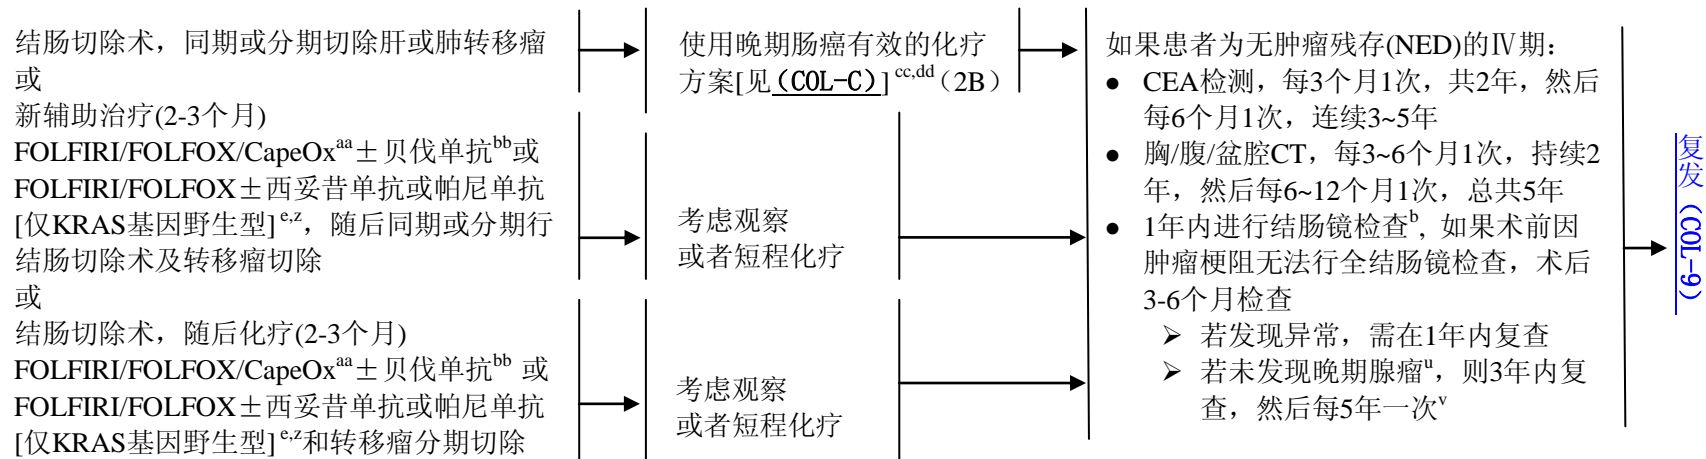 结肠切除术，同期或分期切除肝或肺转移瘤
或
新辅助治疗(2-3个月)
FOLFIRI/FOLFOX/CapeOx^aa±贝伐单抗^bb或
FOLFIRI/FOLFOX±西妥昔单抗或帕尼单抗
[仅KRAS基因野生型]^e,z，随后同期或分期行
结肠切除术及转移瘤切除
或
结肠切除术，随后化疗(2-3个月)
FOLFIRI/FOLFOX/CapeOx^aa±贝伐单抗^bb 或
FOLFIRI/FOLFOX±西妥昔单抗或帕尼单抗
[仅KRAS基因野生型]^e,z和转移瘤分期切除
使用晚期肠癌有效的化疗
方案[见(COL-C)]^cc,dd（2B）
考虑观察
或者短程化疗
考虑观察
或者短程化疗
如果患者为无肿瘤残存(NED)的Ⅳ期：
● CEA检测，每3个月1次，共2年，然后
每6个月1次，连续3~5年
● 胸/腹/盆腔CT，每3~6个月1次，持续2
年，然后每6~12个月1次，总共5年
● 1年内进行结肠镜检查^b, 如果术前因
肿瘤梗阻无法行全结肠镜检查，术后
3-6个月检查
➢ 若发现异常，需在1年内复查
➢ 若未发现晚期腺瘤^u，则3年内复
查，然后每5年一次^v
复发（COL-9）